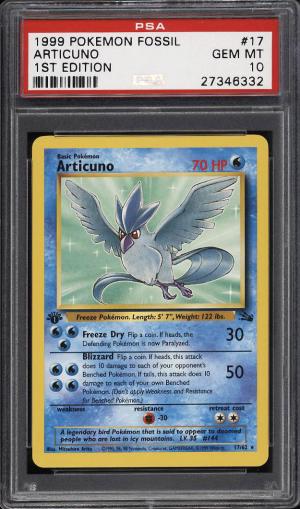 PSA
1999 POKEMON FOSSIL #17
ARTICUNO GEM MT
1ST EDITION 10
27346332
Basic Pokémon
Articuno 70 HP
Freeze Pokémon. Length: 5' 7", Weight: 122 lbs.
Freeze Dry Flip a coin. If heads, the
Defending Pokémon is now Paralyzed. 30
Blizzard Flip a coin. If heads, this attack
does 10 damage to each of your opponent's
Benched Pokémon. If tails, this attack does
10 damage to each of your own Benched
Pokémon. (Don't apply Weakness and Resistance
for Benched Pokémon.) 50
weakness resistance retreat cost
-30
A legendary bird Pokémon that is said to appear to doomed
people who are lost in icy mountains. LV. 35 #144
Illus. Mitsuhiro Arita
17/62